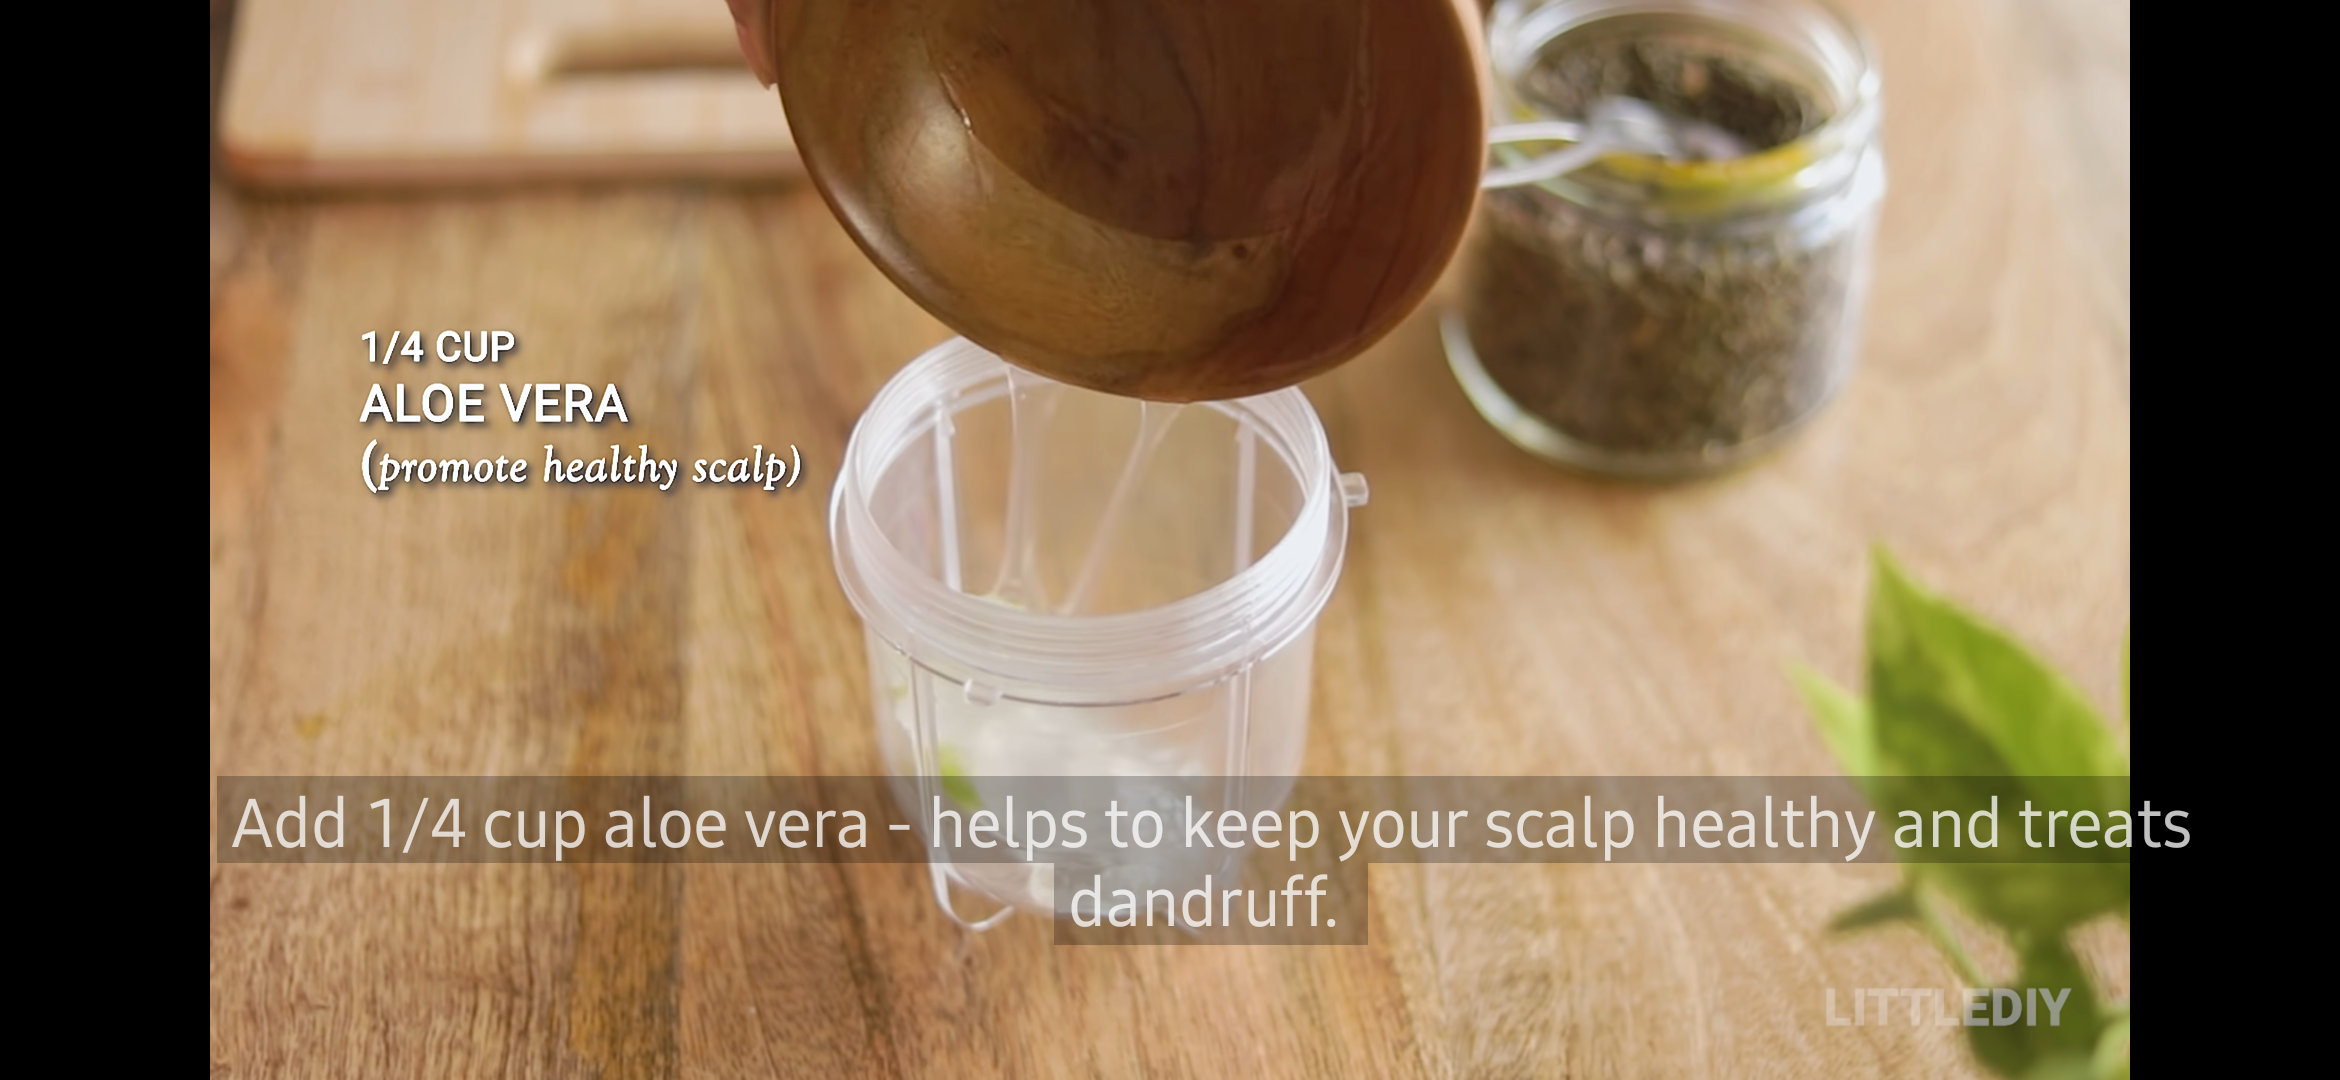 1/4 CUP
ALOE VERA
(promote healthy scalp)
Add 1/4 cup aloe vera - helps to keep your scalp healthy and treats
dandruff.
LITTLEDIY